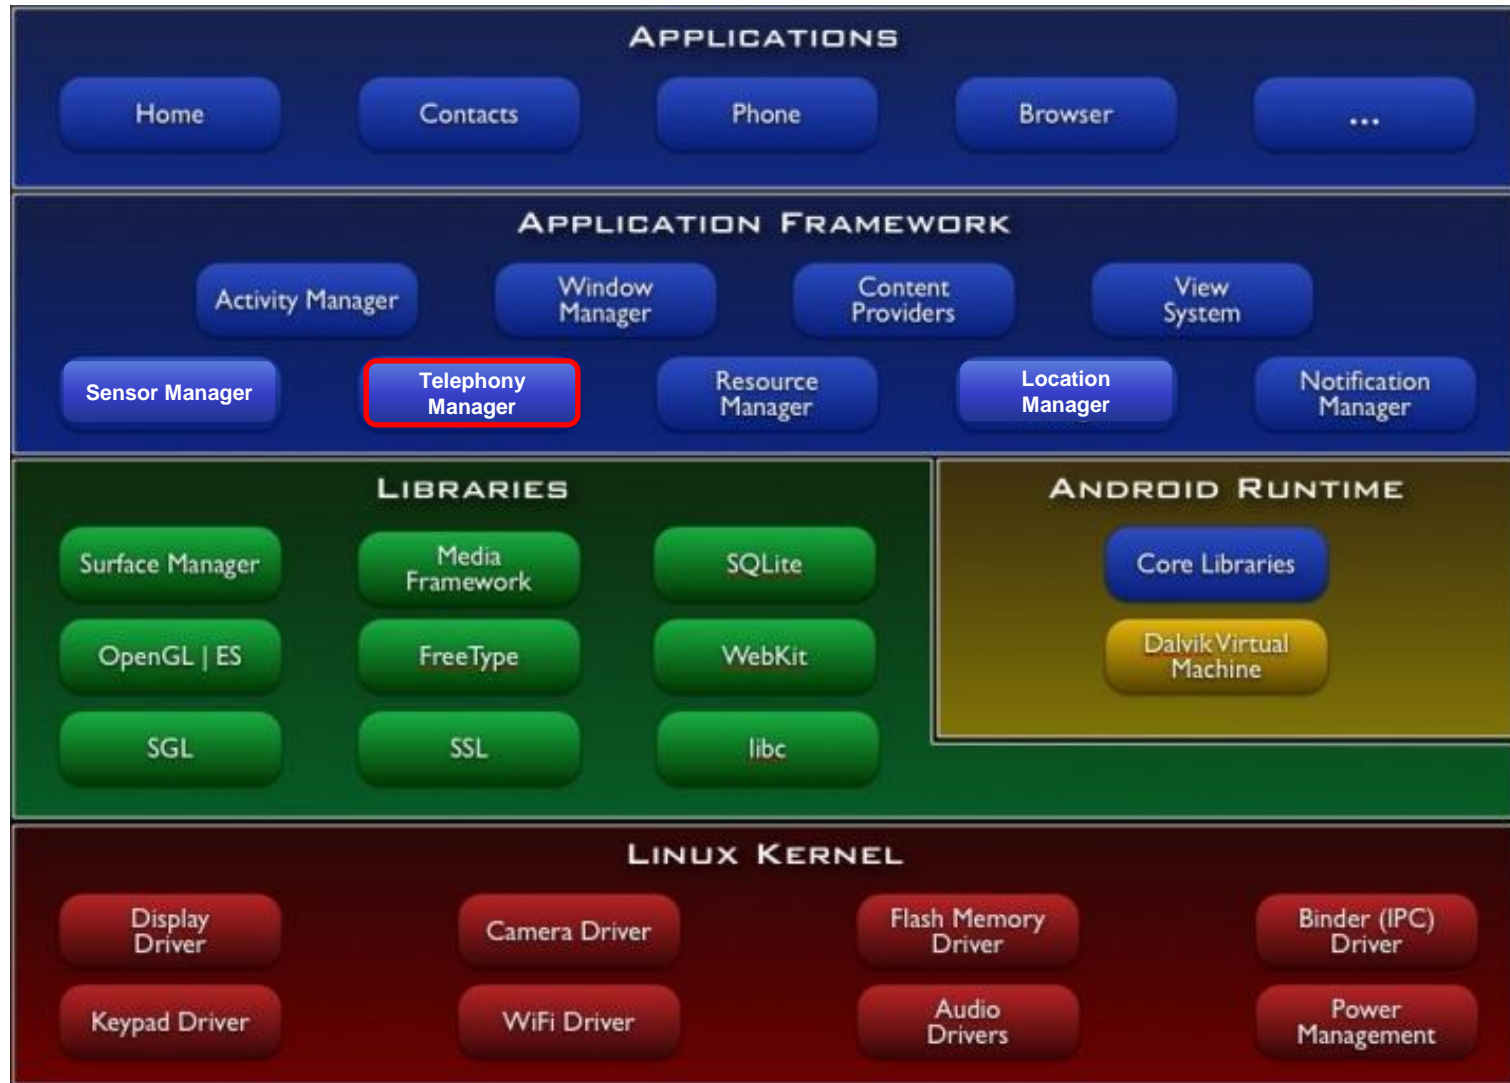 APPLICATIONS
Home
Contacts
Phone
Browser
...
APPLICATION FRAMEWORK
Activity Manager
Window
Manager
Content
Providers
View
System
Sensor Manager
Telephony
Manager
Resource
Manager
Location
Manager
Notification
Manager
LIBRARIES
Surface Manager
Media
Framework
SQLite
OpenGL | ES
FreeType
WebKit
SGL
SSL
libc
ANDROID RUNTIME
Core Libraries
Dalvik Virtual
Machine
LINUX KERNEL
Display
Driver
Camera Driver
Flash Memory
Driver
Binder (IPC)
Driver
Keypad Driver
WiFi Driver
Audio
Drivers
Power
Management